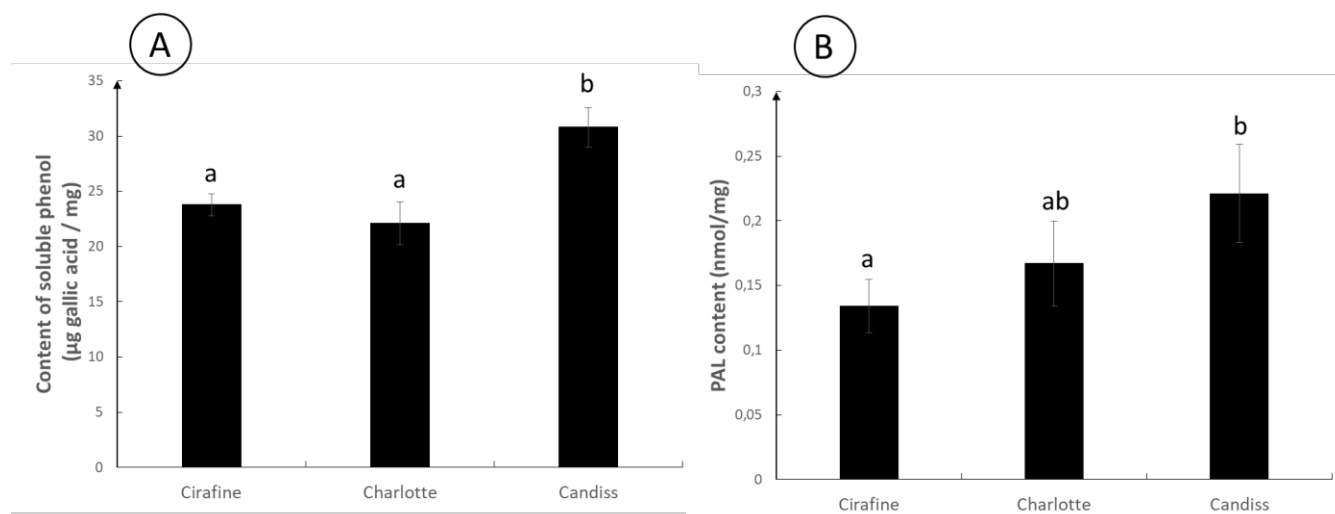 A
Content of soluble phenol
(µg gallic acid / mg)
35
30
25
20
15
10
5
0
a
a
b
Cirafine
Charlotte
Candiss
B
PAL content (nmol/mg)
0,3
0,25
0,2
0,15
0,1
0,05
0
a
ab
b
Cirafine
Charlotte
Candiss